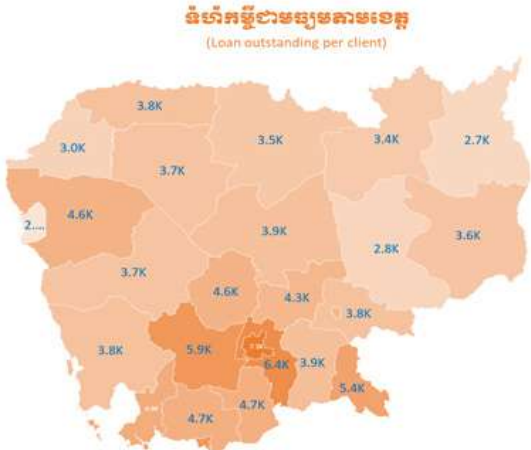 ទំហំកម្ចីជាមធ្យមតាមខេត្ត
(Loan outstanding per client)
3.8K
3.0K
3.5K
3.4K
2.7K
3.7K
4.6K
2....
3.9K
2.8K
3.6K
3.7K
4.6K
4.3K
3.8K
3.8K
5.9K
6.4K
3.9K
5.4K
4.7K
4.7K